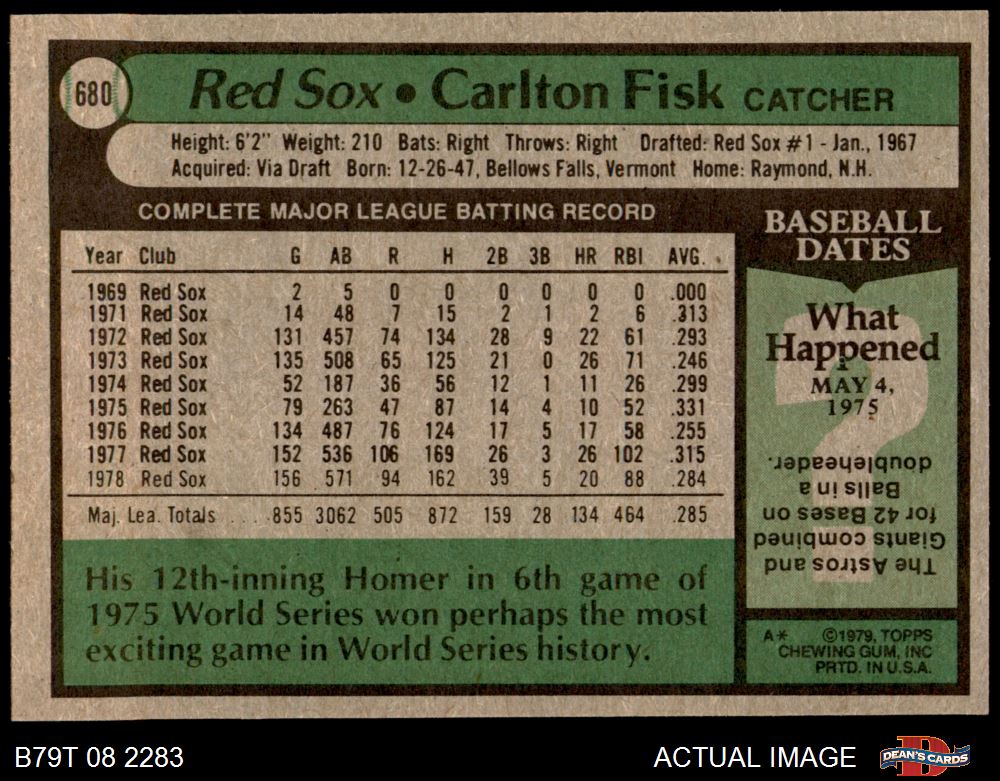 680
Red Sox • Carlton Fisk CATCHER
Height: 6'2" Weight: 210 Bats: Right Throws: Right Drafted: Red Sox #1 - Jan., 1967
Acquired: Via Draft Born: 12-26-47, Bellows Falls, Vermont Home: Raymond, N.H.
COMPLETE MAJOR LEAGUE BATTING RECORD
Year Club G AB R H 2B 3B HR RBI AVG.
1969 Red Sox 2 5 0 0 0 0 0 0 .000
1971 Red Sox 14 48 7 15 2 1 2 6 .313
1972 Red Sox 131 457 74 134 28 9 22 61 .293
1973 Red Sox 135 508 65 125 21 0 26 71 .246
1974 Red Sox 52 187 36 56 12 1 11 26 .299
1975 Red Sox 79 263 47 87 14 4 10 52 .331
1976 Red Sox 134 487 76 124 17 5 17 58 .255
1977 Red Sox 152 536 106 169 26 3 26 102 .315
1978 Red Sox 156 571 94 162 39 5 20 88 .284
Maj. Lea. Totals .... 855 3062 505 872 159 28 134 464 .285
His 12th-inning Homer in 6th game of
1975 World Series won perhaps the most
exciting game in World Series history.
BASEBALL
DATES
What
Happened
MAY 4,
1975
?
The Astros and
Giants combined
for 42 Bases on
Balls in a
doubleheader.
A* ©1979, TOPPS
CHEWING GUM, INC
PRTD. IN U.S.A.
B79T 08 2283
ACTUAL IMAGE
D
DEAN'S CARDS